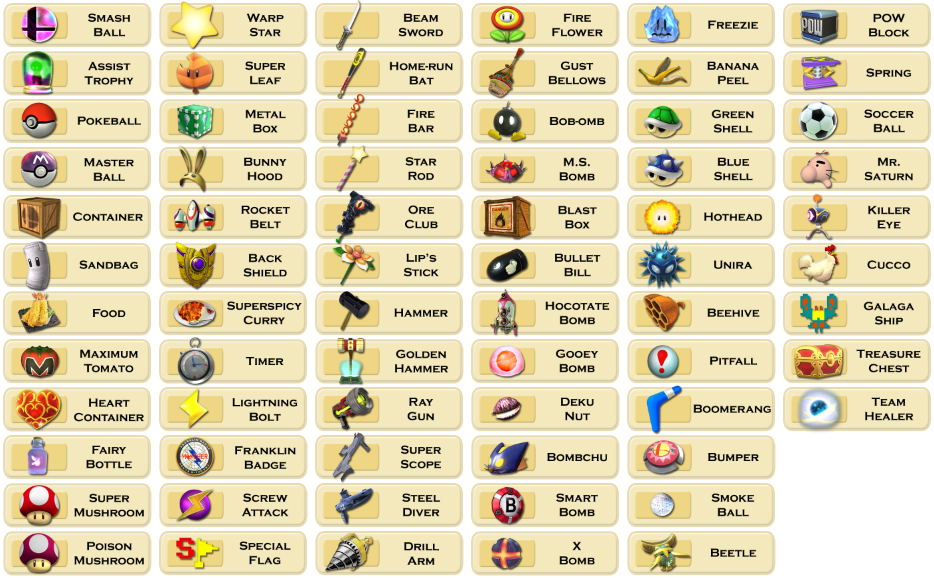 SMASH
BALL
ASSIST
TROPHY
POKEBALL
M
MASTER
BALL
CONTAINER
SANDBAG
FOOD
M
MAXIMUM
TOMATO
HEART
CONTAINER
FAIRY
BOTTLE
SUPER
MUSHROOM
POISON
MUSHROOM
WARP
STAR
SUPER
LEAF
METAL
BOX
BUNNY
HOOD
ROCKET
BELT
BACK
SHIELD
SUPERSPICY
CURRY
TIMER
LIGHTNING
BOLT
FRANKLIN
BADGE
SCREW
ATTACK
S
SPECIAL
FLAG
BEAM
SWORD
HOME-RUN
BAT
FIRE
BAR
STAR
ROD
ORE
CLUB
LIP'S
STICK
HAMMER
GOLDEN
HAMMER
RAY
GUN
SUPER
SCOPE
STEEL
DIVER
DRILL
ARM
FIRE
FLOWER
GUST
BELLOWS
BOB-OMB
M.S.
BOMB
DANGER
BLAST
BOX
BULLET
BILL
HOCOTATE
BOMB
GOOEY
BOMB
DEKU
NUT
BOMBCHU
B
SMART
BOMB
X
BOMB
FREEZIE
BANANA
PEEL
GREEN
SHELL
BLUE
SHELL
HOTHEAD
UNIRA
BEEHIVE
!
PITFALL
BOOMERANG
BUMPER
SMOKE
BALL
BEETLE
POW
POW
BLOCK
SPRING
SOCCER
BALL
MR.
SATURN
KILLER
EYE
CUCCO
GALAGA
SHIP
TREASURE
CHEST
TEAM
HEALER